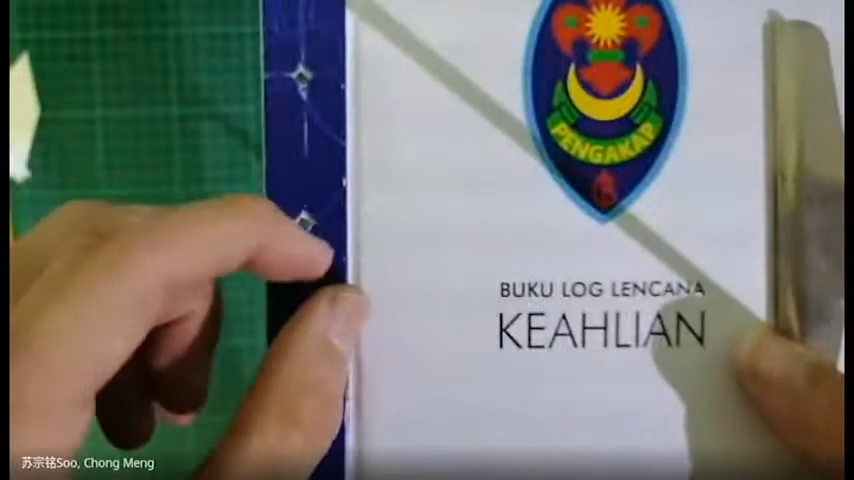 PENGAKAP
BUKU LOG LENCANA
KEAHLIAN
苏宗铭Soo, Chong Meng